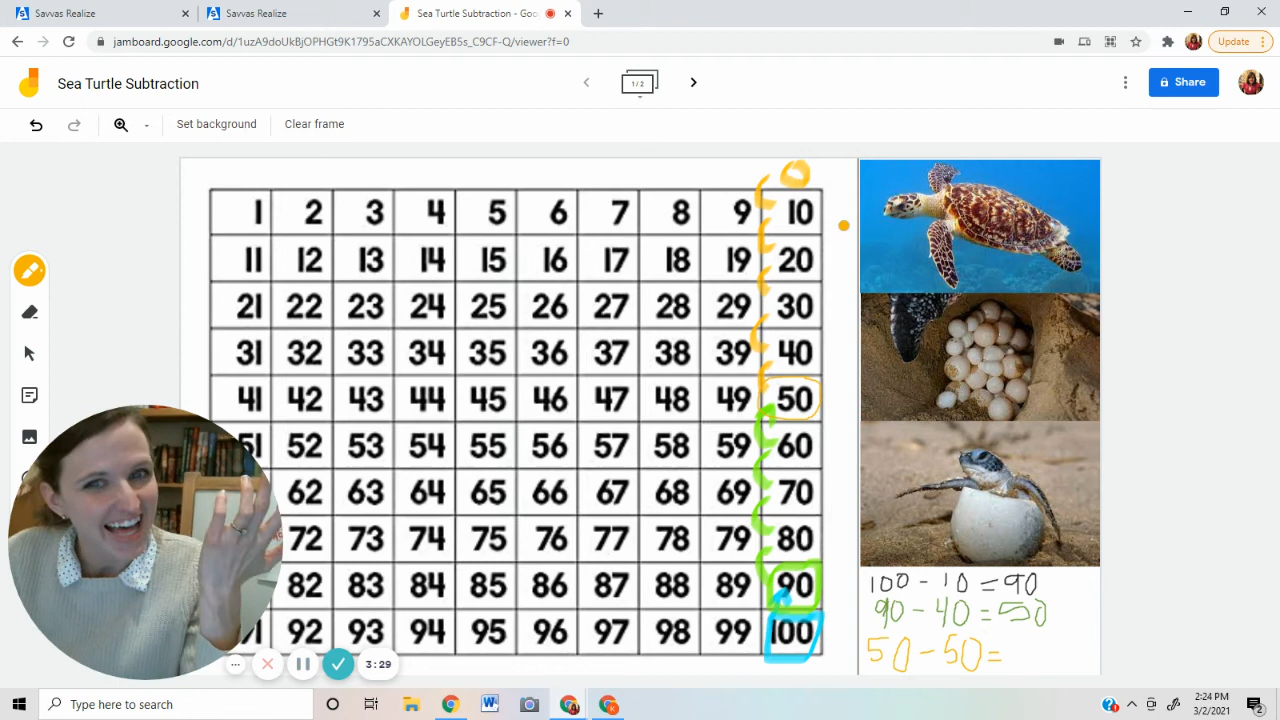 Savvas Realize
Savvas Realize
Sea Turtle Subtraction - Goo
jamboard.google.com/d/1uzA9doUkBjOPHGt9K1795aCXKAYOLGeyEB5s_C9CF-Q/viewer?f=0
Update
Sea Turtle Subtraction
1 / 2
Share
Set background
Clear frame
0
1 2 3 4 5 6 7 8 9 10
11 12 13 14 15 16 17 18 19 20
21 22 23 24 25 26 27 28 29 30
31 32 33 34 35 36 37 38 39 40
41 42 43 44 45 46 47 48 49 50
51 52 53 54 55 56 57 58 59 60
62 63 64 65 66 67 68 69 70
72 73 74 75 76 77 78 79 80
82 83 84 85 86 87 88 89 90
91 92 93 94 95 96 97 98 99 100
100 - 10 = 90
90 - 40 = 50
50 - 50 =
3:29
Type here to search
2:24 PM
3/2/2021
2